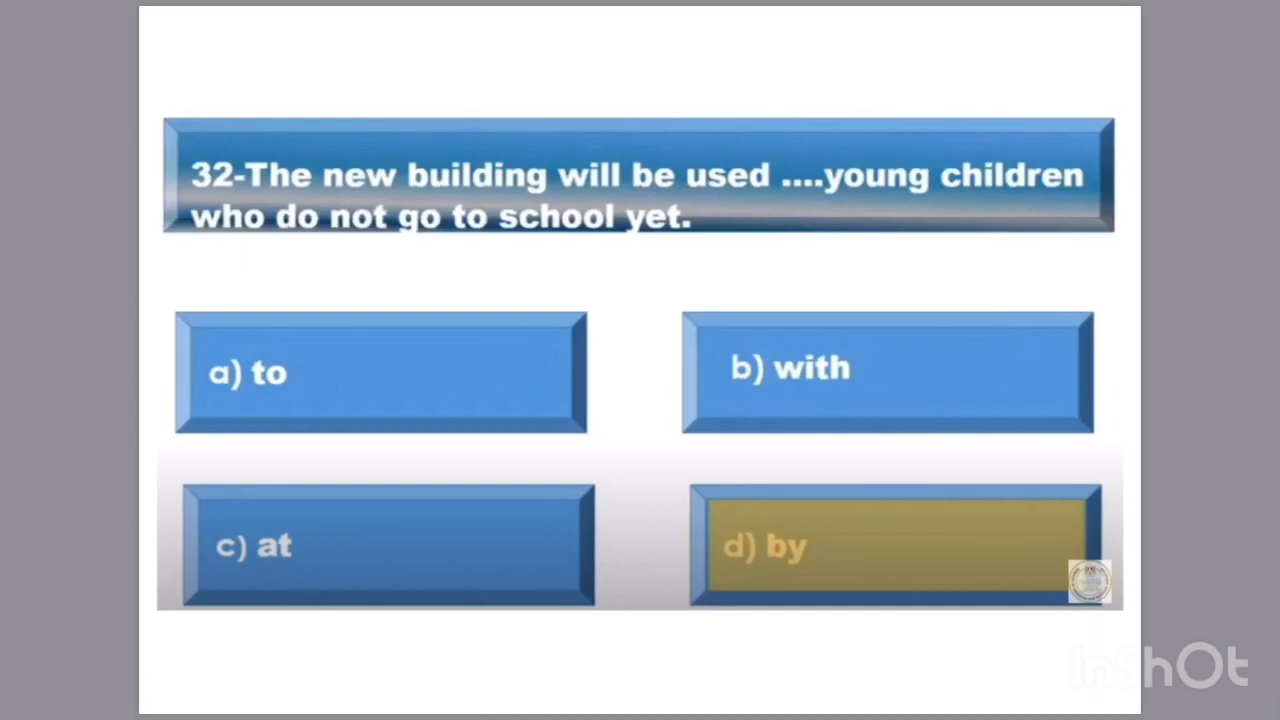 32-The new building will be used ....young children
who do not go to school yet.
a) to
b) with
c) at
d) by
InShOt